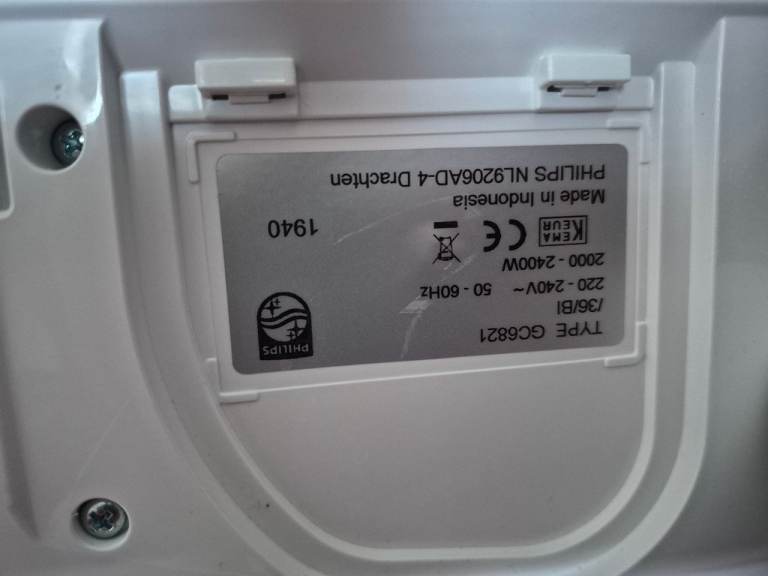 PHILIPS
TYPE GC6821
/36/BI
220 - 240V~ 50 - 60Hz
2000 - 2400W
KEMA
KEUR
CE
1940
Made in Indonesia
PHILIPS NL9206AD-4 Drachten